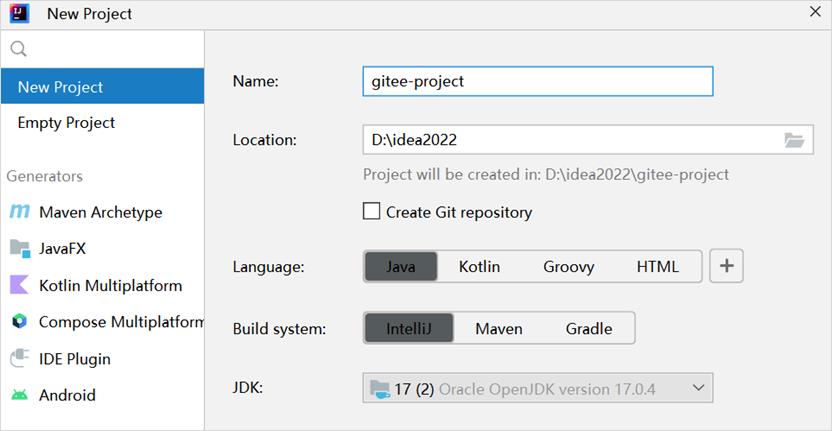 New Project
New Project
Empty Project
Generators
Maven Archetype
JavaFX
Kotlin Multiplatform
Compose Multiplatform
IDE Plugin
Android
Name:
gitee-project
Location:
D:\idea2022
Project will be created in: D:\idea2022\gitee-project
Create Git repository
Language:
Java Kotlin Groovy HTML +
Build system:
IntelliJ Maven Gradle
JDK:
17 (2) Oracle OpenJDK version 17.0.4